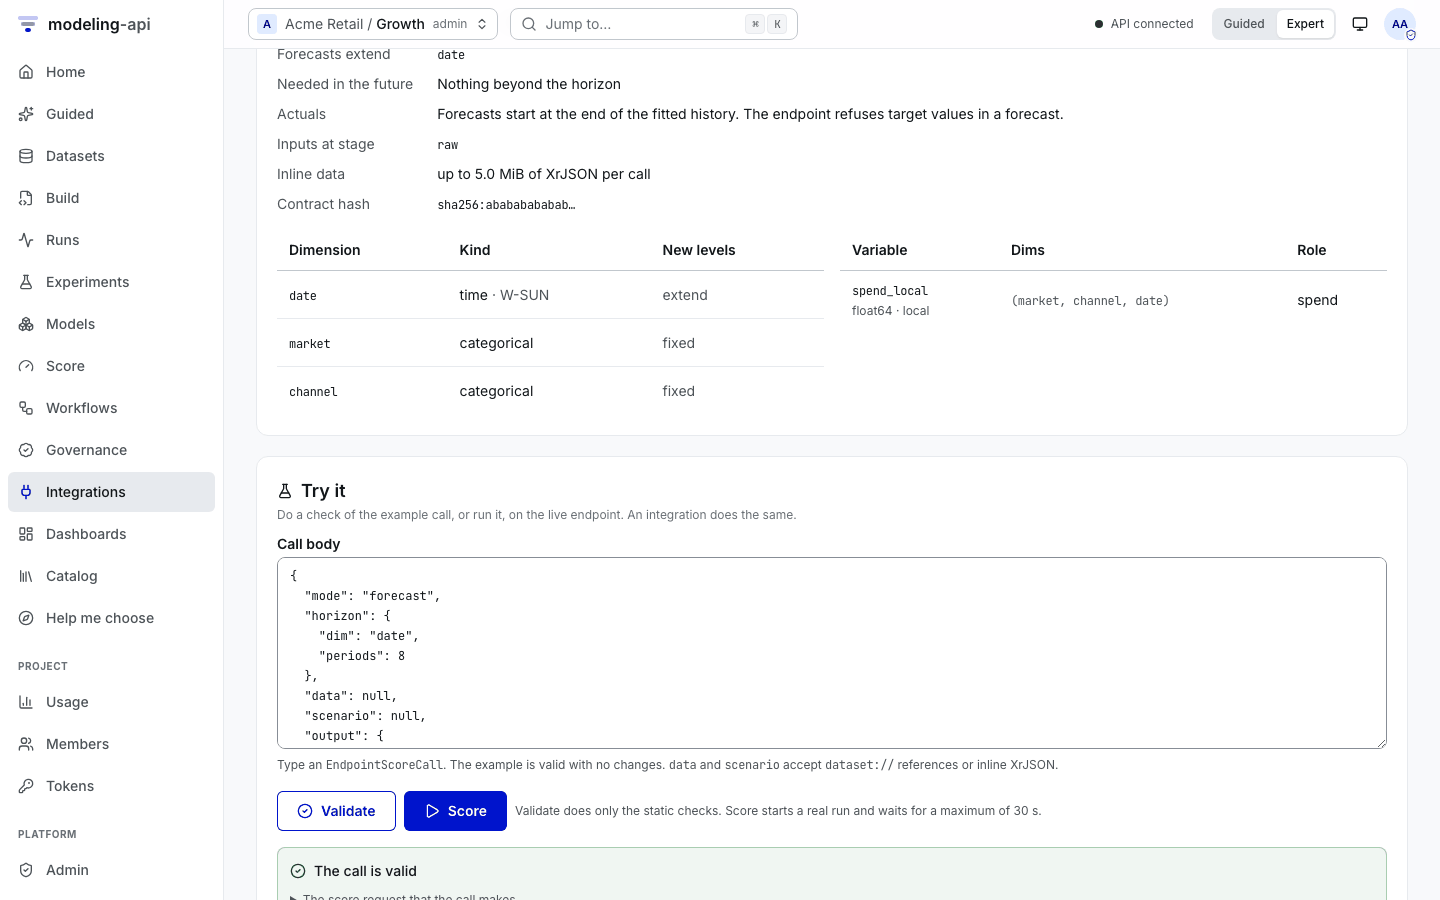 modeling-api
A Acme Retail / Growth admin
Jump to...
⌘ K
API connected
Guided Expert
AA
Home
Guided
Datasets
Build
Runs
Experiments
Models
Score
Workflows
Governance
Integrations
Dashboards
Catalog
Help me choose
PROJECT
Usage
Members
Tokens
PLATFORM
Admin
Forecasts extend date
Needed in the future Nothing beyond the horizon
Actuals Forecasts start at the end of the fitted history. The endpoint refuses target values in a forecast.
Inputs at stage raw
Inline data up to 5.0 MiB of XrJSON per call
Contract hash sha256:abababababab…
Dimension Kind New levels
date time · W-SUN extend
market categorical fixed
channel categorical fixed
Variable Dims Role
spend_local
float64 · local
(market, channel, date) spend
Try it
Do a check of the example call, or run it, on the live endpoint. An integration does the same.
Call body
{
"mode": "forecast",
"horizon": {
"dim": "date",
"periods": 8
},
"data": null,
"scenario": null,
"output": {
Type an EndpointScoreCall. The example is valid with no changes. data and scenario accept dataset:// references or inline XrJSON.
Validate Score Validate does only the static checks. Score starts a real run and waits for a maximum of 30 s.
The call is valid
The score request that the call makes